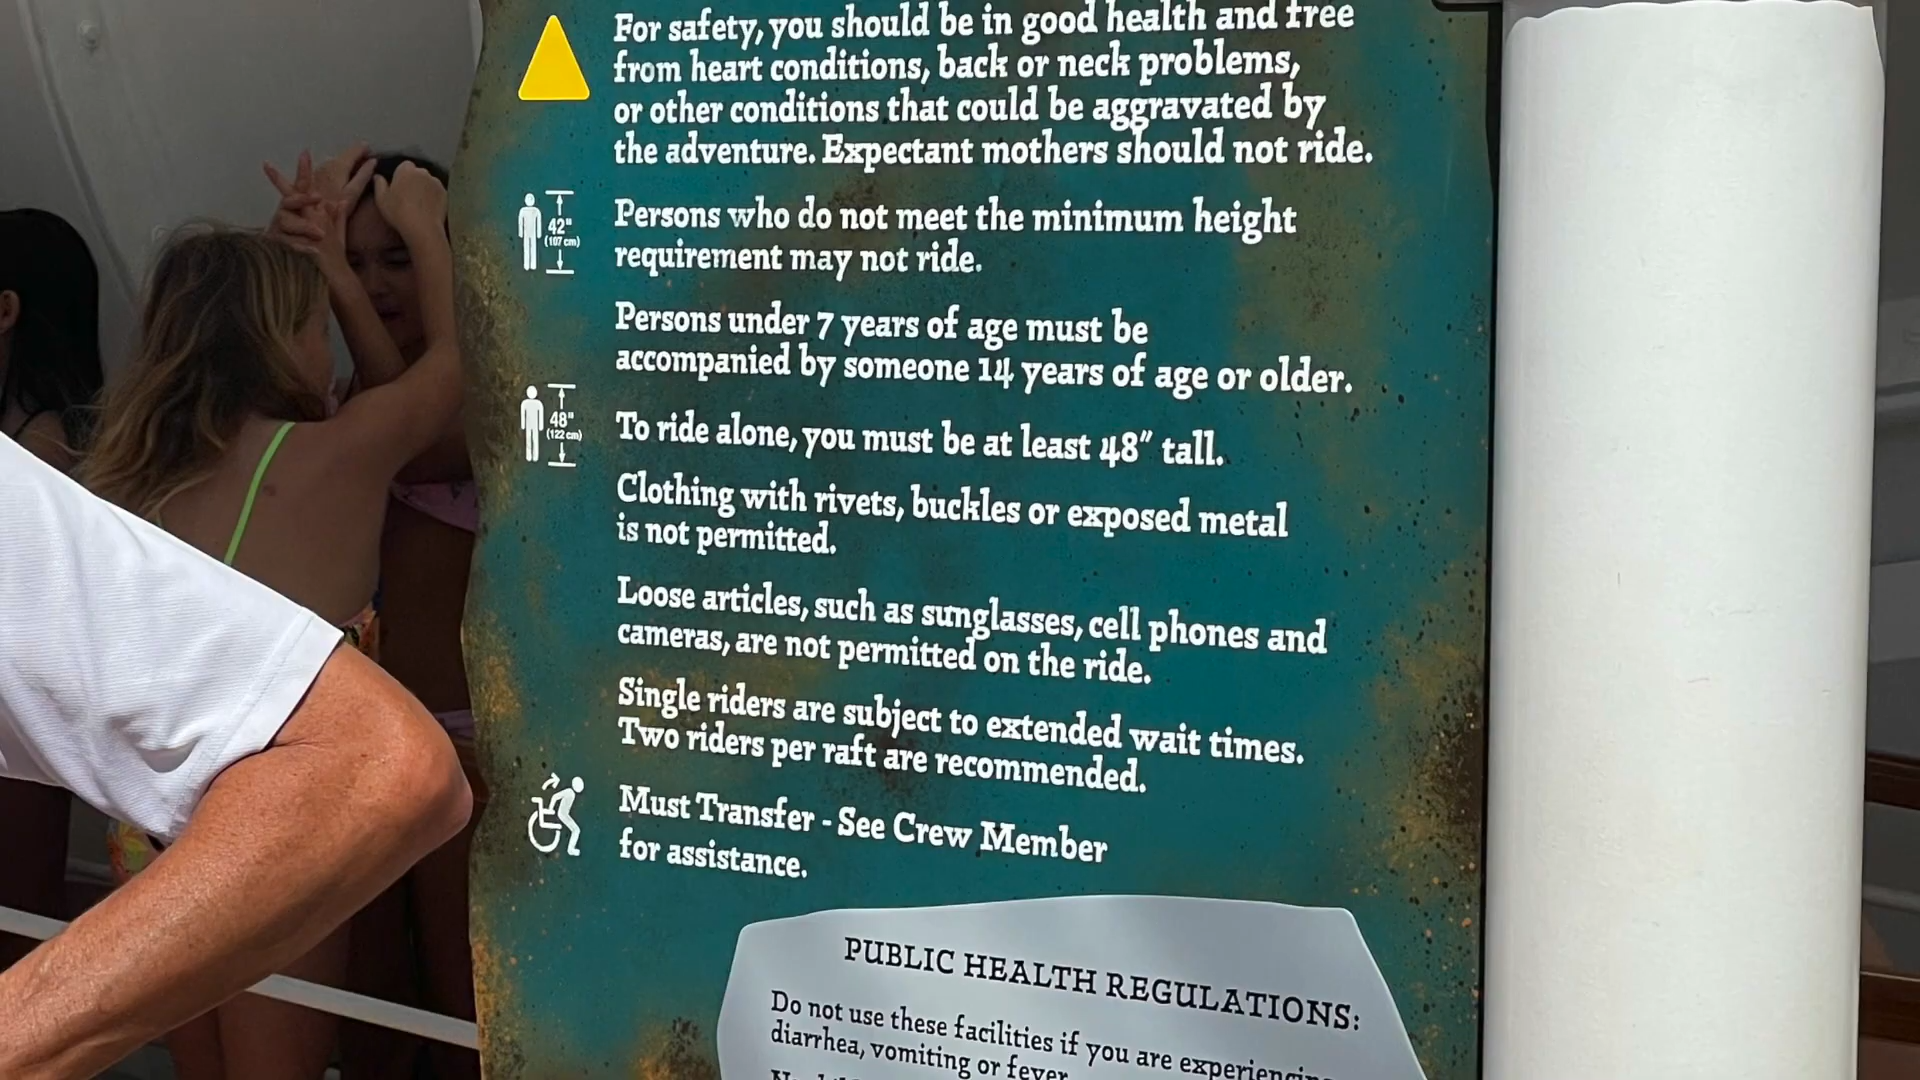 For safety, you should be in good health and free
from heart conditions, back or neck problems,
or other conditions that could be aggravated by
the adventure. Expectant mothers should not ride.
42"
(107 cm)
Persons who do not meet the minimum height
requirement may not ride.
Persons under 7 years of age must be
accompanied by someone 14 years of age or older.
48"
(122 cm)
To ride alone, you must be at least 48" tall.
Clothing with rivets, buckles or exposed metal
is not permitted.
Loose articles, such as sunglasses, cell phones and
cameras, are not permitted on the ride.
Single riders are subject to extended wait times.
Two riders per raft are recommended.
Must Transfer - See Crew Member
for assistance.
PUBLIC HEALTH REGULATIONS:
Do not use these facilities if you are experiencing
diarrhea, vomiting or fever